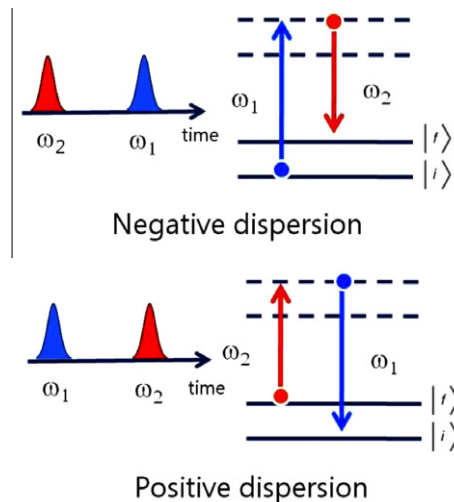 ω₁ ω₂
time
ω₂ ω₁
|f⟩
|i⟩
Negative dispersion
ω₂ ω₁
time
ω₁ ω₂
|f⟩
|i⟩
Positive dispersion